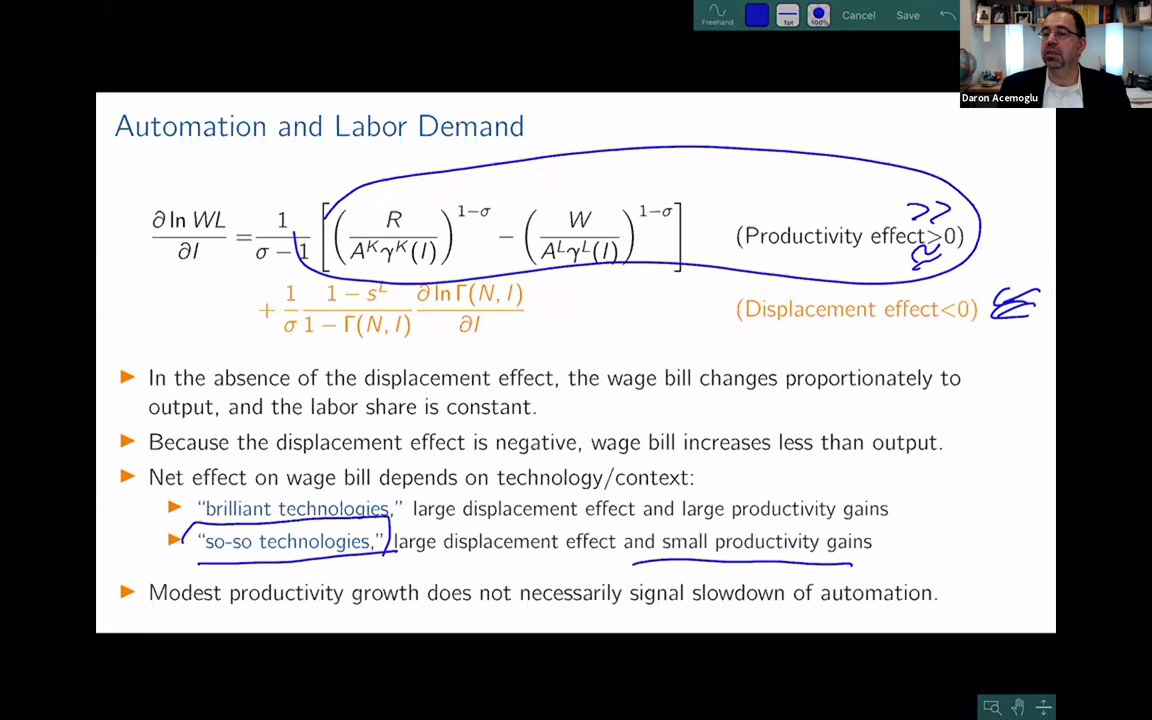 Freehand 1pt 100% Cancel Save
Daron Acemoglu
Automation and Labor Demand
∂ ln WL / ∂I = 1 / (σ − 1) [ ( R / (A^K γ^K(I)) )^{1−σ} − ( W / (A^L γ^L(I)) )^{1−σ} ] (Productivity effect>0)
>>
≈
+ 1/σ (1 − s^L) / (1 − Γ(N, I)) ∂ ln Γ(N, I) / ∂I (Displacement effect<0)
▶ In the absence of the displacement effect, the wage bill changes proportionately to
output, and the labor share is constant.
▶ Because the displacement effect is negative, wage bill increases less than output.
▶ Net effect on wage bill depends on technology/context:
▶ “brilliant technologies,” large displacement effect and large productivity gains
▶ “so-so technologies,” large displacement effect and small productivity gains
▶ Modest productivity growth does not necessarily signal slowdown of automation.